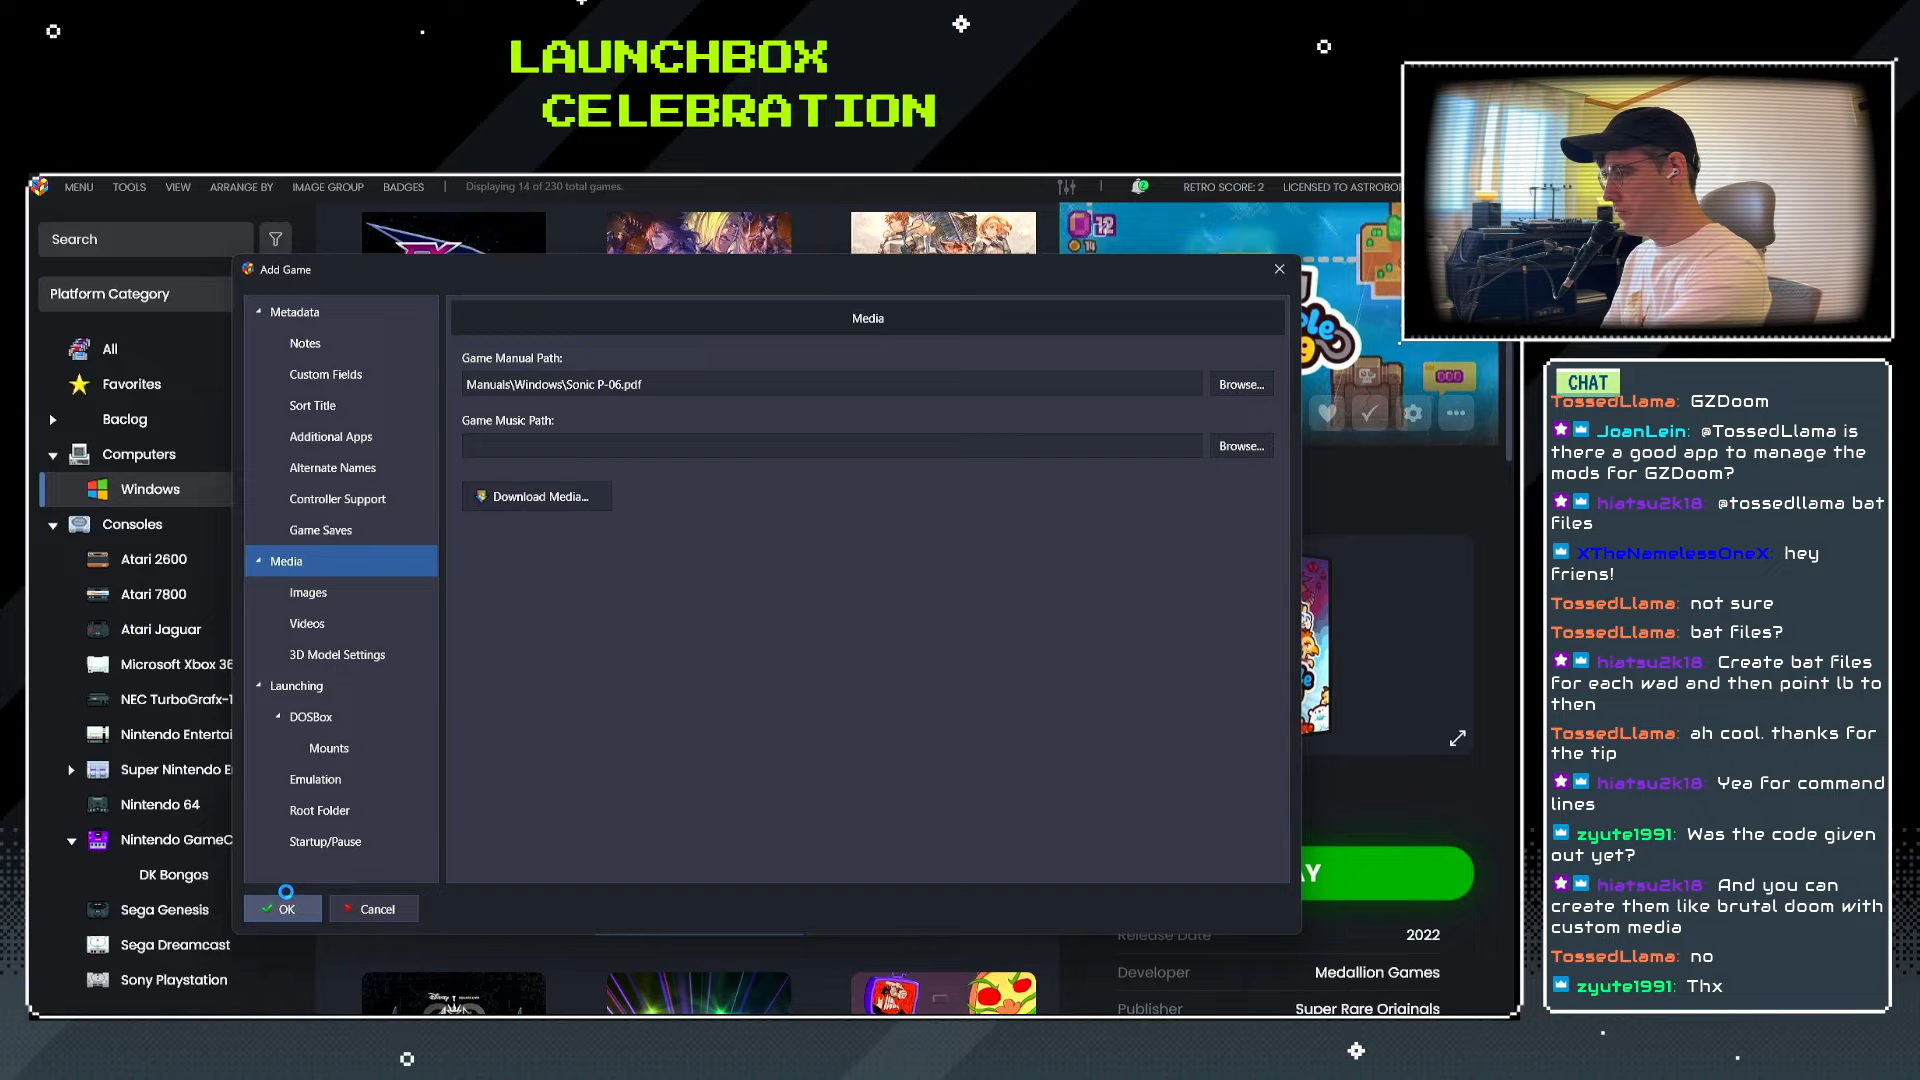 LAUNCHBOX
CELEBRATION
MENU TOOLS VIEW ARRANGE BY IMAGE GROUP BADGES Displaying 14 of 230 total games. 2 RETRO SCORE: 2 LICENSED TO ASTROBO
Search
Platform Category
All
Favorites
Baclog
Computers
Windows
Consoles
Atari 2600
Atari 7800
Atari Jaguar
Microsoft Xbox 36
NEC TurboGrafx-1
Nintendo Entertai
Super Nintendo E
Nintendo 64
Nintendo GameC
DK Bongos
Sega Genesis
Sega Dreamcast
Sony Playstation
Add Game
Metadata
Notes
Custom Fields
Sort Title
Additional Apps
Alternate Names
Controller Support
Game Saves
Media
Images
Videos
3D Model Settings
Launching
DOSBox
Mounts
Emulation
Root Folder
Startup/Pause
OK
Cancel
Media
Game Manual Path:
Manuals\Windows\Sonic P-06.pdf
Browse...
Game Music Path:
Browse...
Download Media...
12
14
AY
Release Date 2022
Developer Medallion Games
Publisher Super Rare Originals
Disney
CHAT
TossedLlama: GZDoom
JoanLein: @TossedLlama is
there a good app to manage the
mods for GZDoom?
hiatsu2k18: @tossedllama bat
files
XTheNamelessOneX: hey
friens!
TossedLlama: not sure
TossedLlama: bat files?
hiatsu2k18: Create bat files
for each wad and then point lb to
then
TossedLlama: ah cool. thanks for
the tip
hiatsu2k18: Yea for command
lines
zyute1991: Was the code given
out yet?
hiatsu2k18: And you can
create them like brutal doom with
custom media
TossedLlama: no
zyute1991: Thx